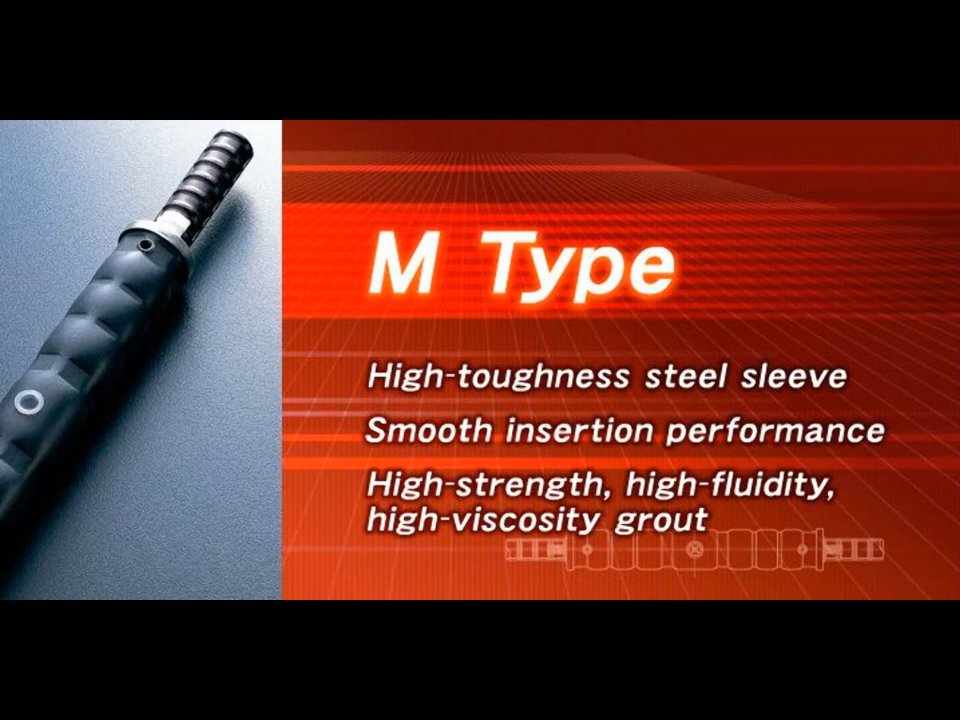 M Type
High-toughness steel sleeve
Smooth insertion performance
High-strength, high-fluidity,
high-viscosity grout